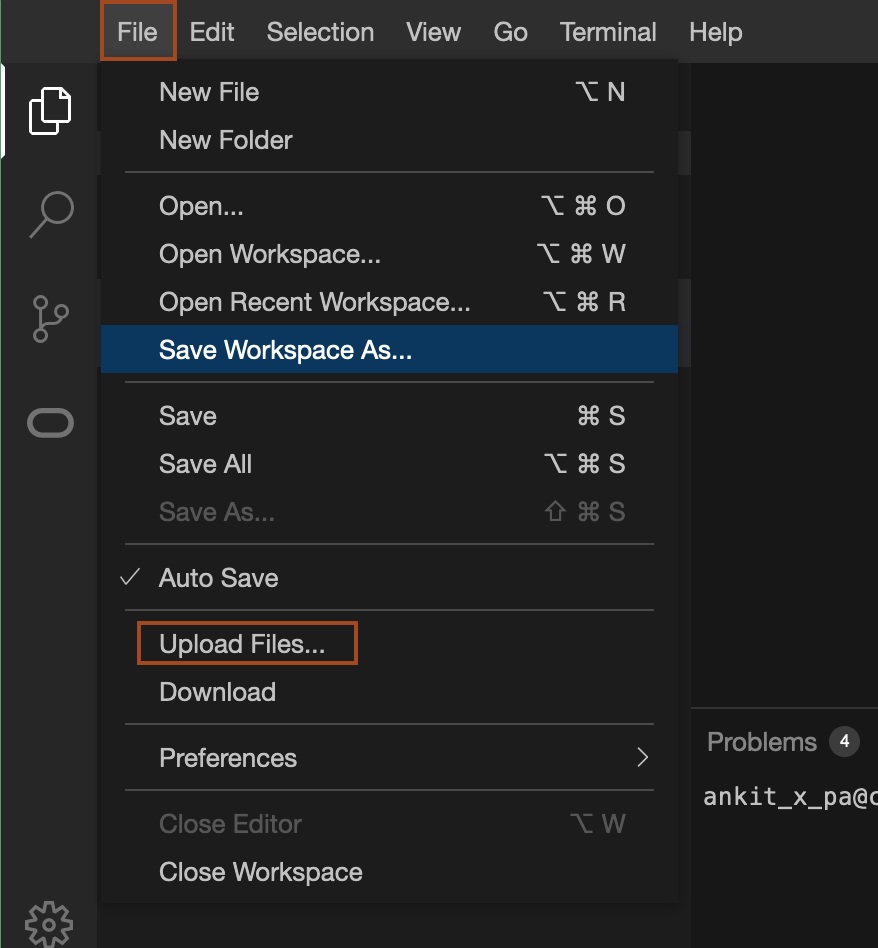 File Edit Selection View Go Terminal Help
New File ⌥ N
New Folder
Open... ⌥ ⌘ O
Open Workspace... ⌥ ⌘ W
Open Recent Workspace... ⌥ ⌘ R
Save Workspace As...
Save ⌘ S
Save All ⌥ ⌘ S
Save As... ⇧ ⌘ S
Auto Save
Upload Files...
Download
Preferences
Close Editor ⌥ W
Close Workspace
Problems 4
ankit_x_pa@